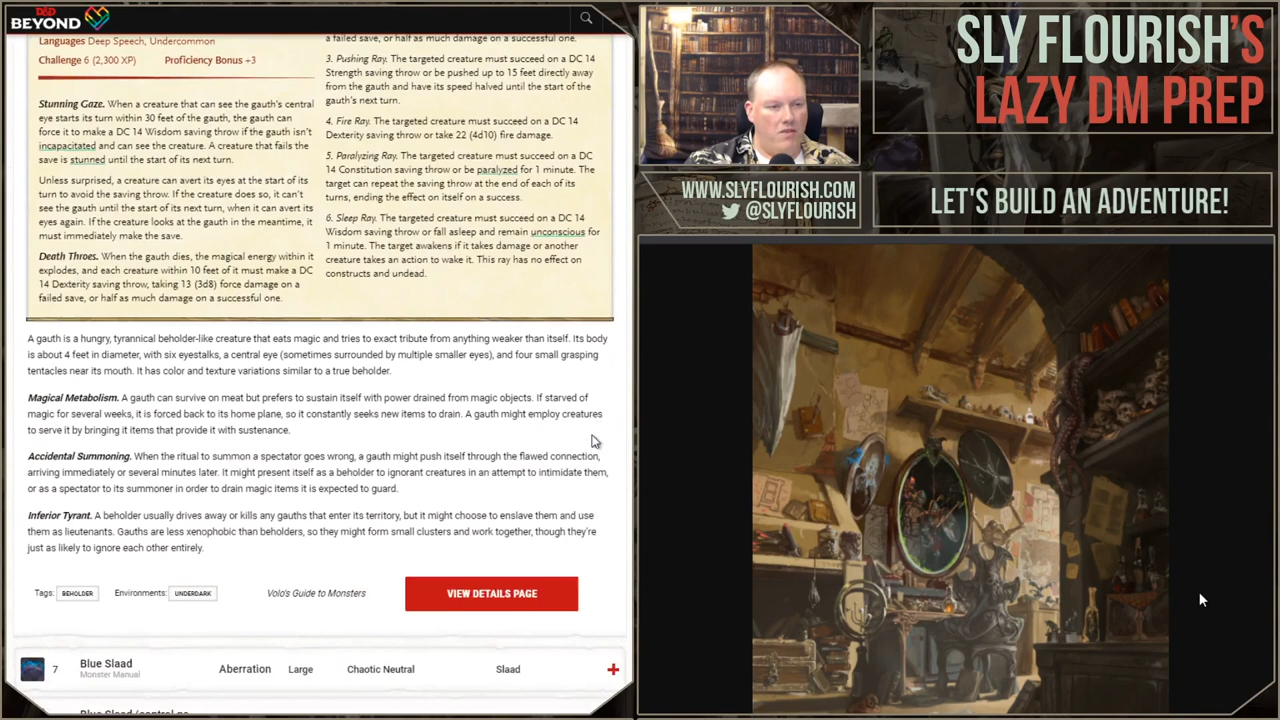 D&D
BEYOND
Languages Deep Speech, Undercommon
Challenge 6 (2,300 XP) Proficiency Bonus +3
Stunning Gaze. When a creature that can see the gauth's central
eye starts its turn within 30 feet of the gauth, the gauth can
force it to make a DC 14 Wisdom saving throw if the gauth isn't
incapacitated and can see the creature. A creature that fails the
save is stunned until the start of its next turn.
Unless surprised, a creature can avert its eyes at the start of its
turn to avoid the saving throw. If the creature does so, it can't
see the gauth until the start of its next turn, when it can avert its
eyes again. If the creature looks at the gauth in the meantime, it
must immediately make the save.
Death Throes. When the gauth dies, the magical energy within it
explodes, and each creature within 10 feet of it must make a DC
14 Dexterity saving throw, taking 13 (3d8) force damage on a
failed save, or half as much damage on a successful one.
a failed save, or half as much damage on a successful one.
3. Pushing Ray. The targeted creature must succeed on a DC 14
Strength saving throw or be pushed up to 15 feet directly away
from the gauth and have its speed halved until the start of the
gauth's next turn.
4. Fire Ray. The targeted creature must succeed on a DC 14
Dexterity saving throw or take 22 (4d10) fire damage.
5. Paralyzing Ray. The targeted creature must succeed on a DC
14 Constitution saving throw or be paralyzed for 1 minute. The
target can repeat the saving throw at the end of each of its
turns, ending the effect on itself on a success.
6. Sleep Ray. The targeted creature must succeed on a DC 14
Wisdom saving throw or fall asleep and remain unconscious for
1 minute. The target awakens if it takes damage or another
creature takes an action to wake it. This ray has no effect on
constructs and undead.
A gauth is a hungry, tyrannical beholder-like creature that eats magic and tries to exact tribute from anything weaker than itself. Its body
is about 4 feet in diameter, with six eyestalks, a central eye (sometimes surrounded by multiple smaller eyes), and four small grasping
tentacles near its mouth. It has color and texture variations similar to a true beholder.
Magical Metabolism. A gauth can survive on meat but prefers to sustain itself with power drained from magic objects. If starved of
magic for several weeks, it is forced back to its home plane, so it constantly seeks new items to drain. A gauth might employ creatures
to serve it by bringing it items that provide it with sustenance.
Accidental Summoning. When the ritual to summon a spectator goes wrong, a gauth might push itself through the flawed connection,
arriving immediately or several minutes later. It might present itself as a beholder to ignorant creatures in an attempt to intimidate them,
or as a spectator to its summoner in order to drain magic items it is expected to guard.
Inferior Tyrant. A beholder usually drives away or kills any gauths that enter its territory, but it might choose to enslave them and use
them as lieutenants. Gauths are less xenophobic than beholders, so they might form small clusters and work together, though they're
just as likely to ignore each other entirely.
Tags: BEHOLDER Environments: UNDERDARK Volo's Guide to Monsters VIEW DETAILS PAGE
7 Blue Slaad Aberration Large Chaotic Neutral Slaad +
Monster Manual
SLY FLOURISH'S
LAZY DM PREP
WWW.SLYFLOURISH.COM
@SLYFLOURISH
LET'S BUILD AN ADVENTURE!